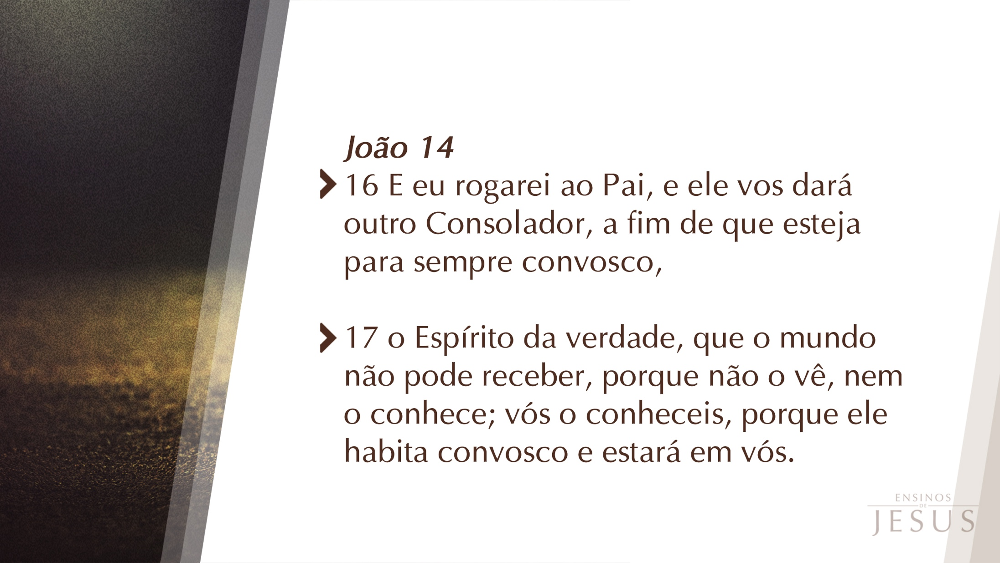 João 14
16 E eu rogarei ao Pai, e ele vos dará
outro Consolador, a fim de que esteja
para sempre convosco,
17 o Espírito da verdade, que o mundo
não pode receber, porque não o vê, nem
o conhece; vós o conheceis, porque ele
habita convosco e estará em vós.
ENSINOS
DE
JESUS